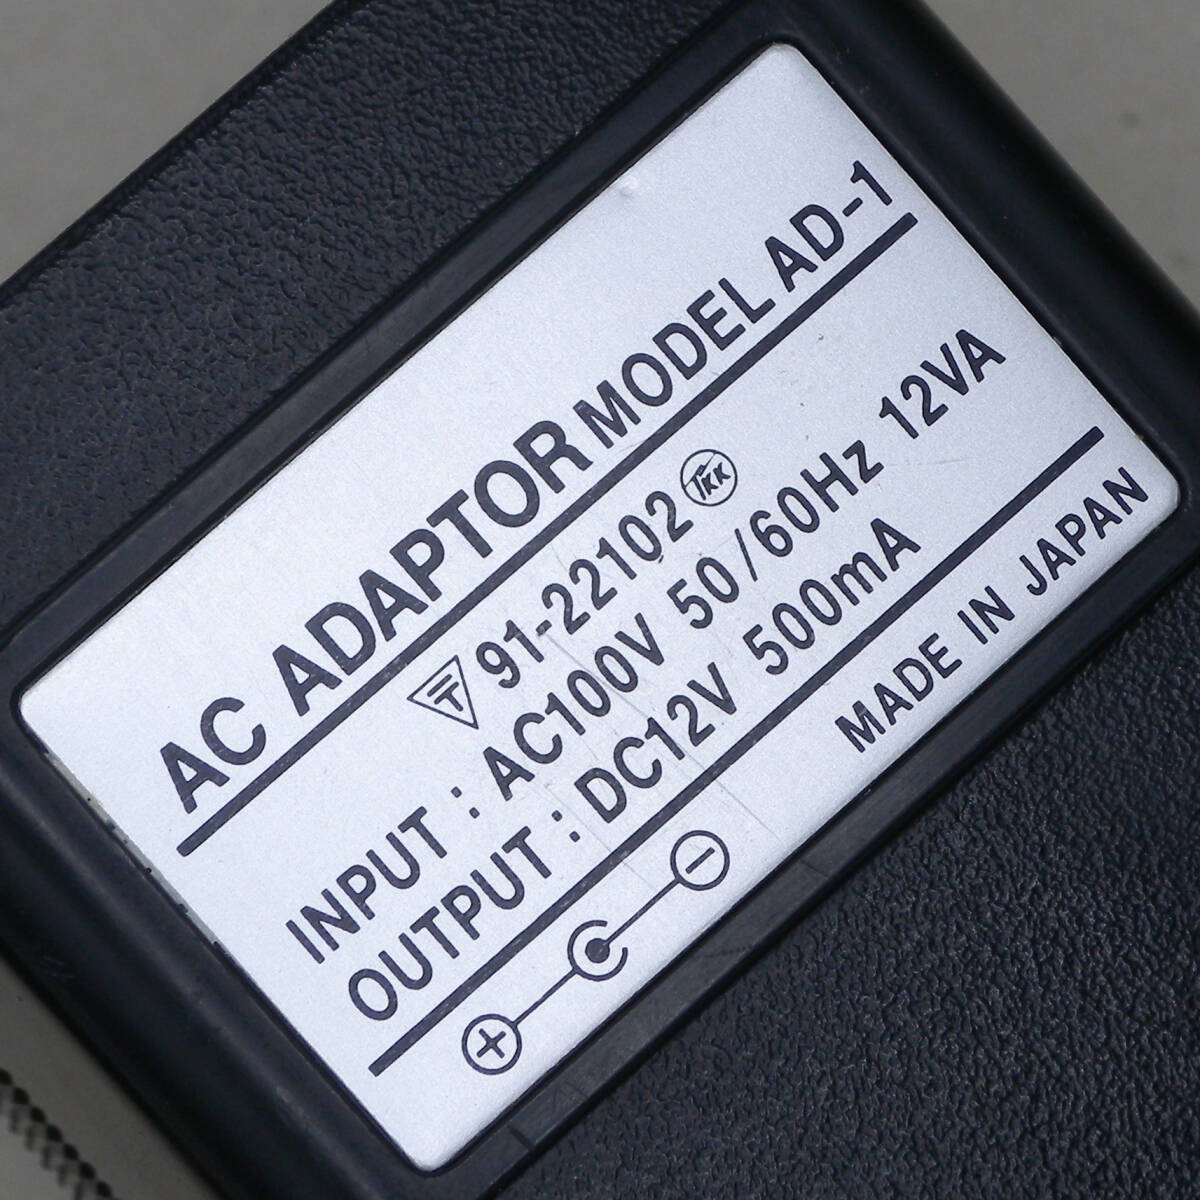 AC ADAPTOR MODEL AD-1
T 91-22102 TKK
INPUT : AC100V 50/60Hz 12VA
OUTPUT : DC12V 500mA
MADE IN JAPAN
+ −